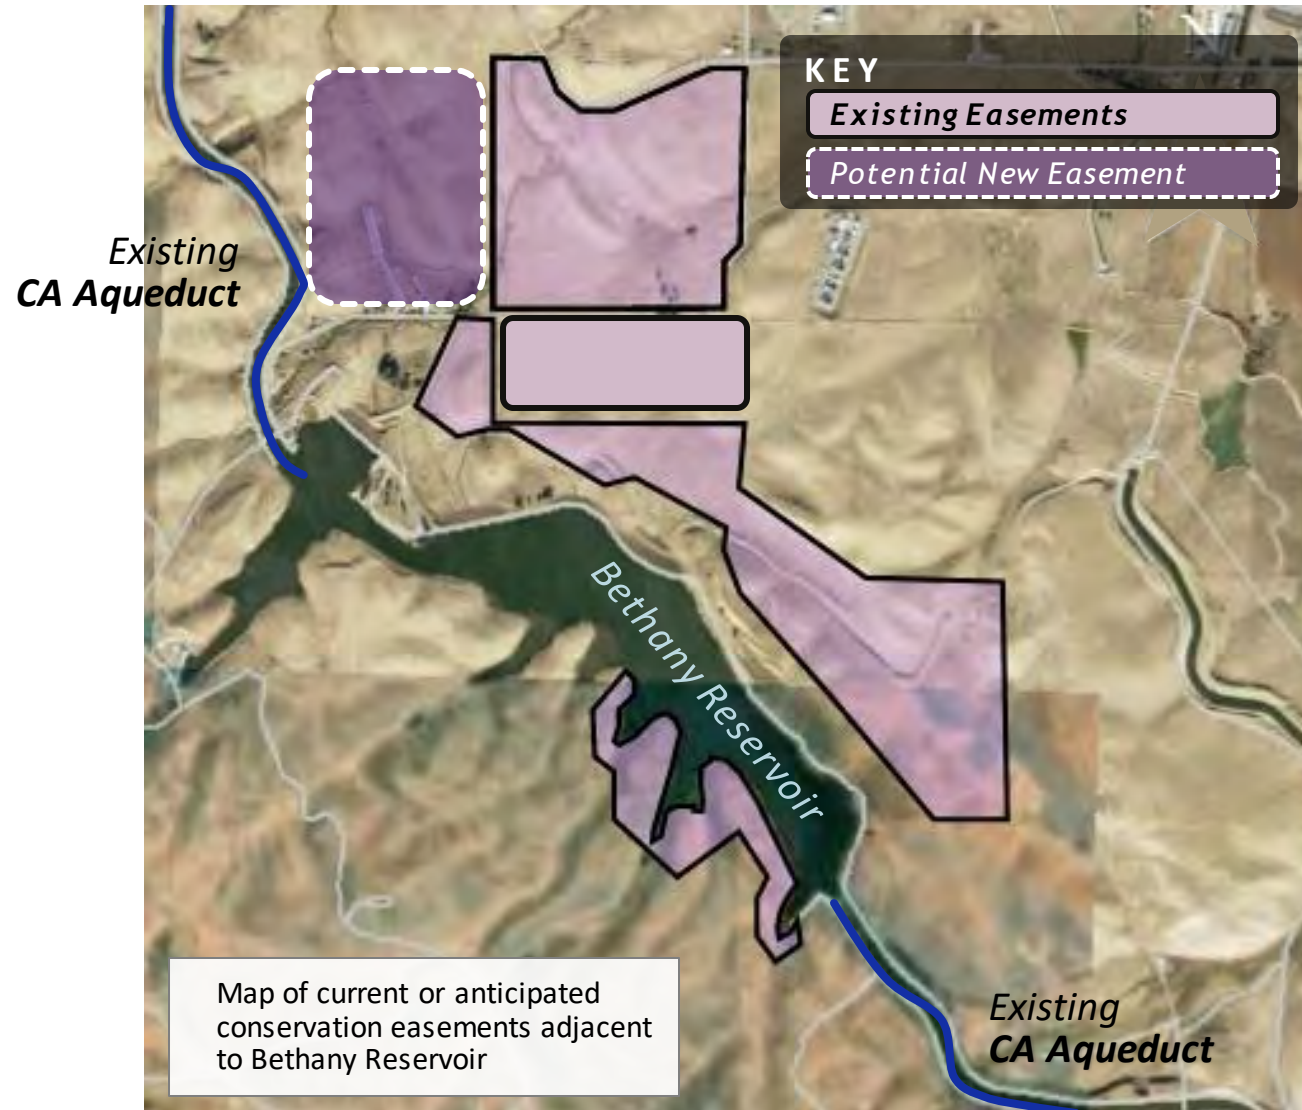 KEY
Existing Easements
Potential New Easement
Existing
CA Aqueduct
Bethany Reservoir
Map of current or anticipated
conservation easements adjacent
to Bethany Reservoir
Existing
CA Aqueduct